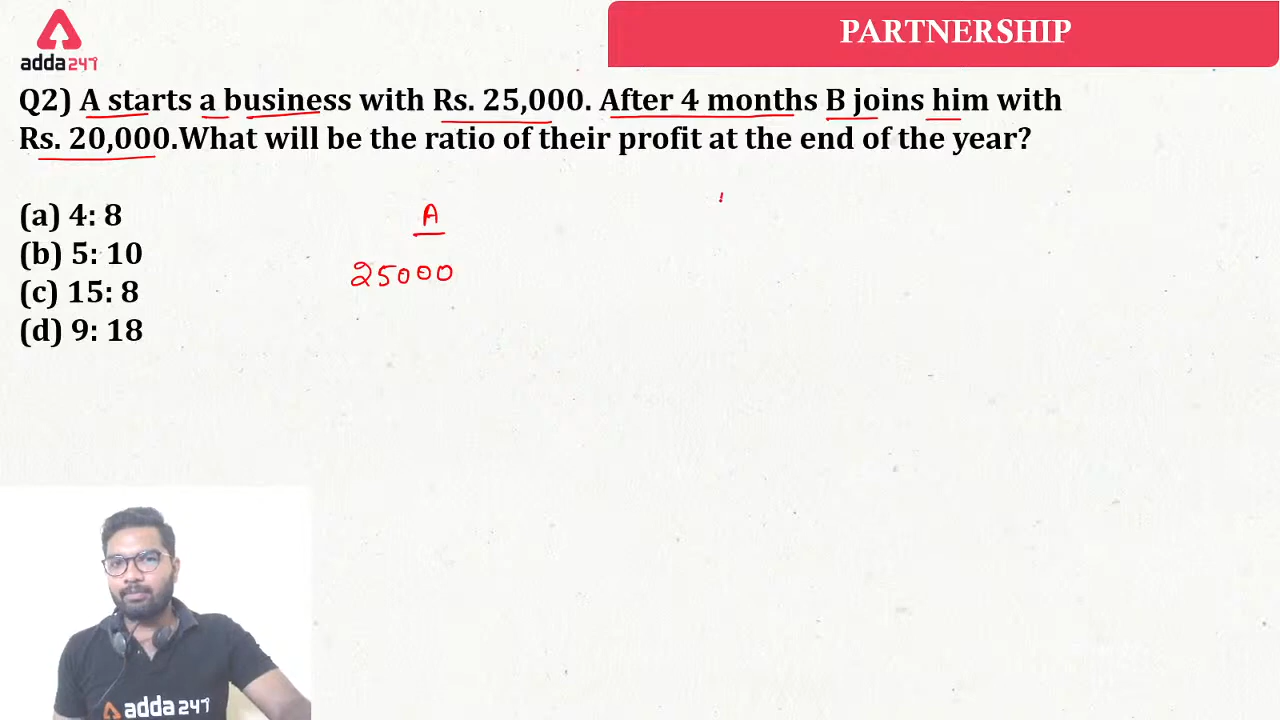 PARTNERSHIP
adda247
Q2) A starts a business with Rs. 25,000. After 4 months B joins him with
Rs. 20,000.What will be the ratio of their profit at the end of the year?
(a) 4: 8
(b) 5: 10
(c) 15: 8
(d) 9: 18
A
25000
adda247